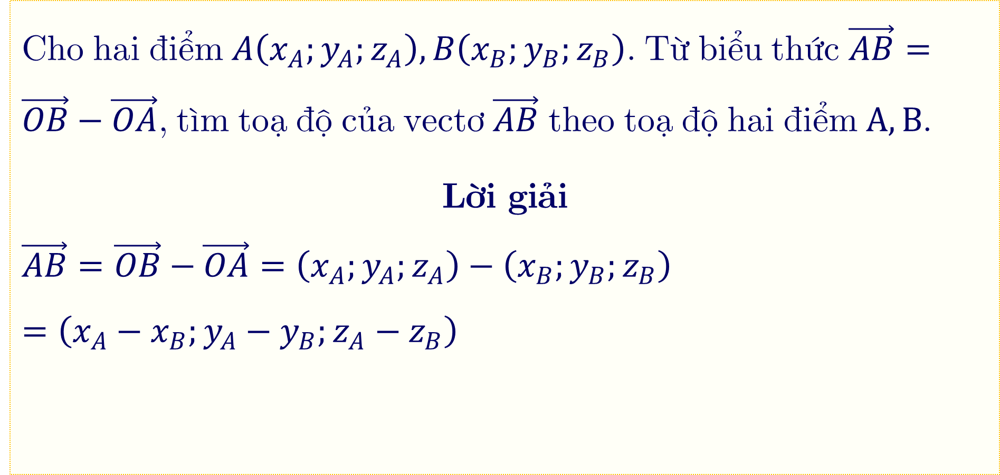 Cho hai điểm $A(x_A; y_A; z_A), B(x_B; y_B; z_B)$. Từ biểu thức $\overrightarrow{AB} =$
$\overrightarrow{OB} - \overrightarrow{OA}$, tìm toạ độ của vectơ $\overrightarrow{AB}$ theo toạ độ hai điểm A, B.
Lời giải
$\overrightarrow{AB} = \overrightarrow{OB} - \overrightarrow{OA} = (x_A; y_A; z_A) - (x_B; y_B; z_B)$
$= (x_A - x_B; y_A - y_B; z_A - z_B)$